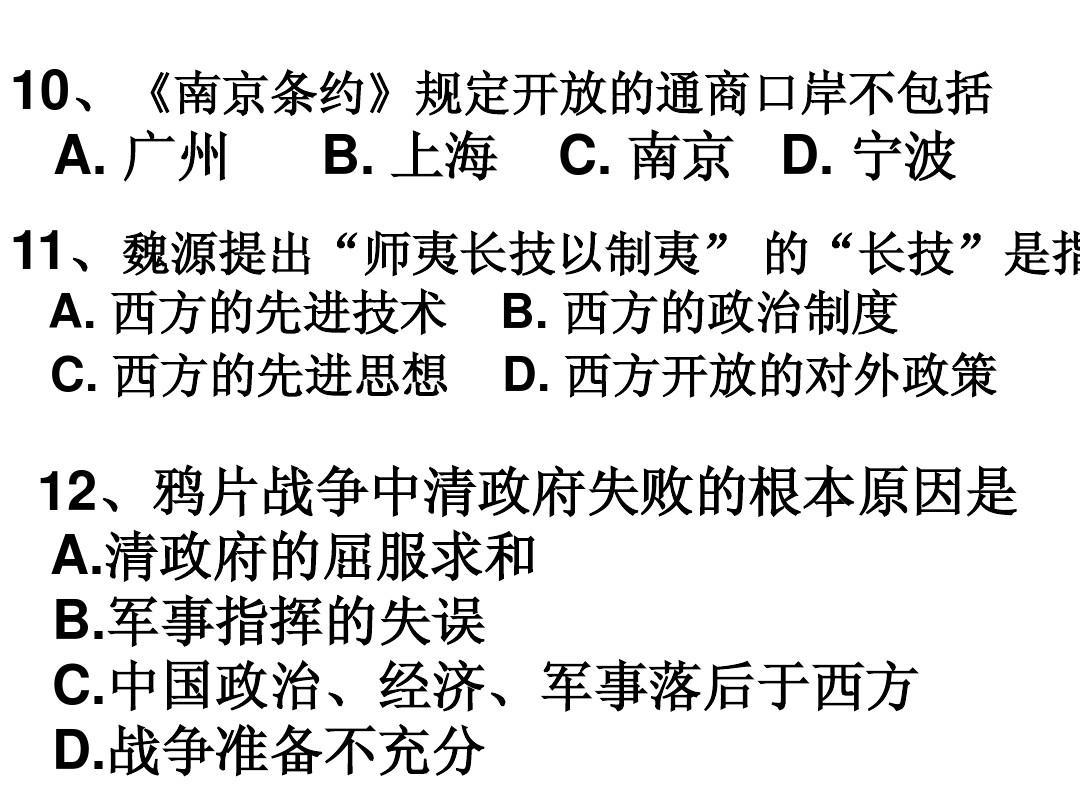 10、《南京条约》规定开放的通商口岸不包括
A. 广州 B. 上海 C. 南京 D. 宁波
11、魏源提出“师夷长技以制夷” 的“长技”是指
A. 西方的先进技术 B. 西方的政治制度
C. 西方的先进思想 D. 西方开放的对外政策
12、鸦片战争中清政府失败的根本原因是
A.清政府的屈服求和
B.军事指挥的失误
C.中国政治、经济、军事落后于西方
D.战争准备不充分